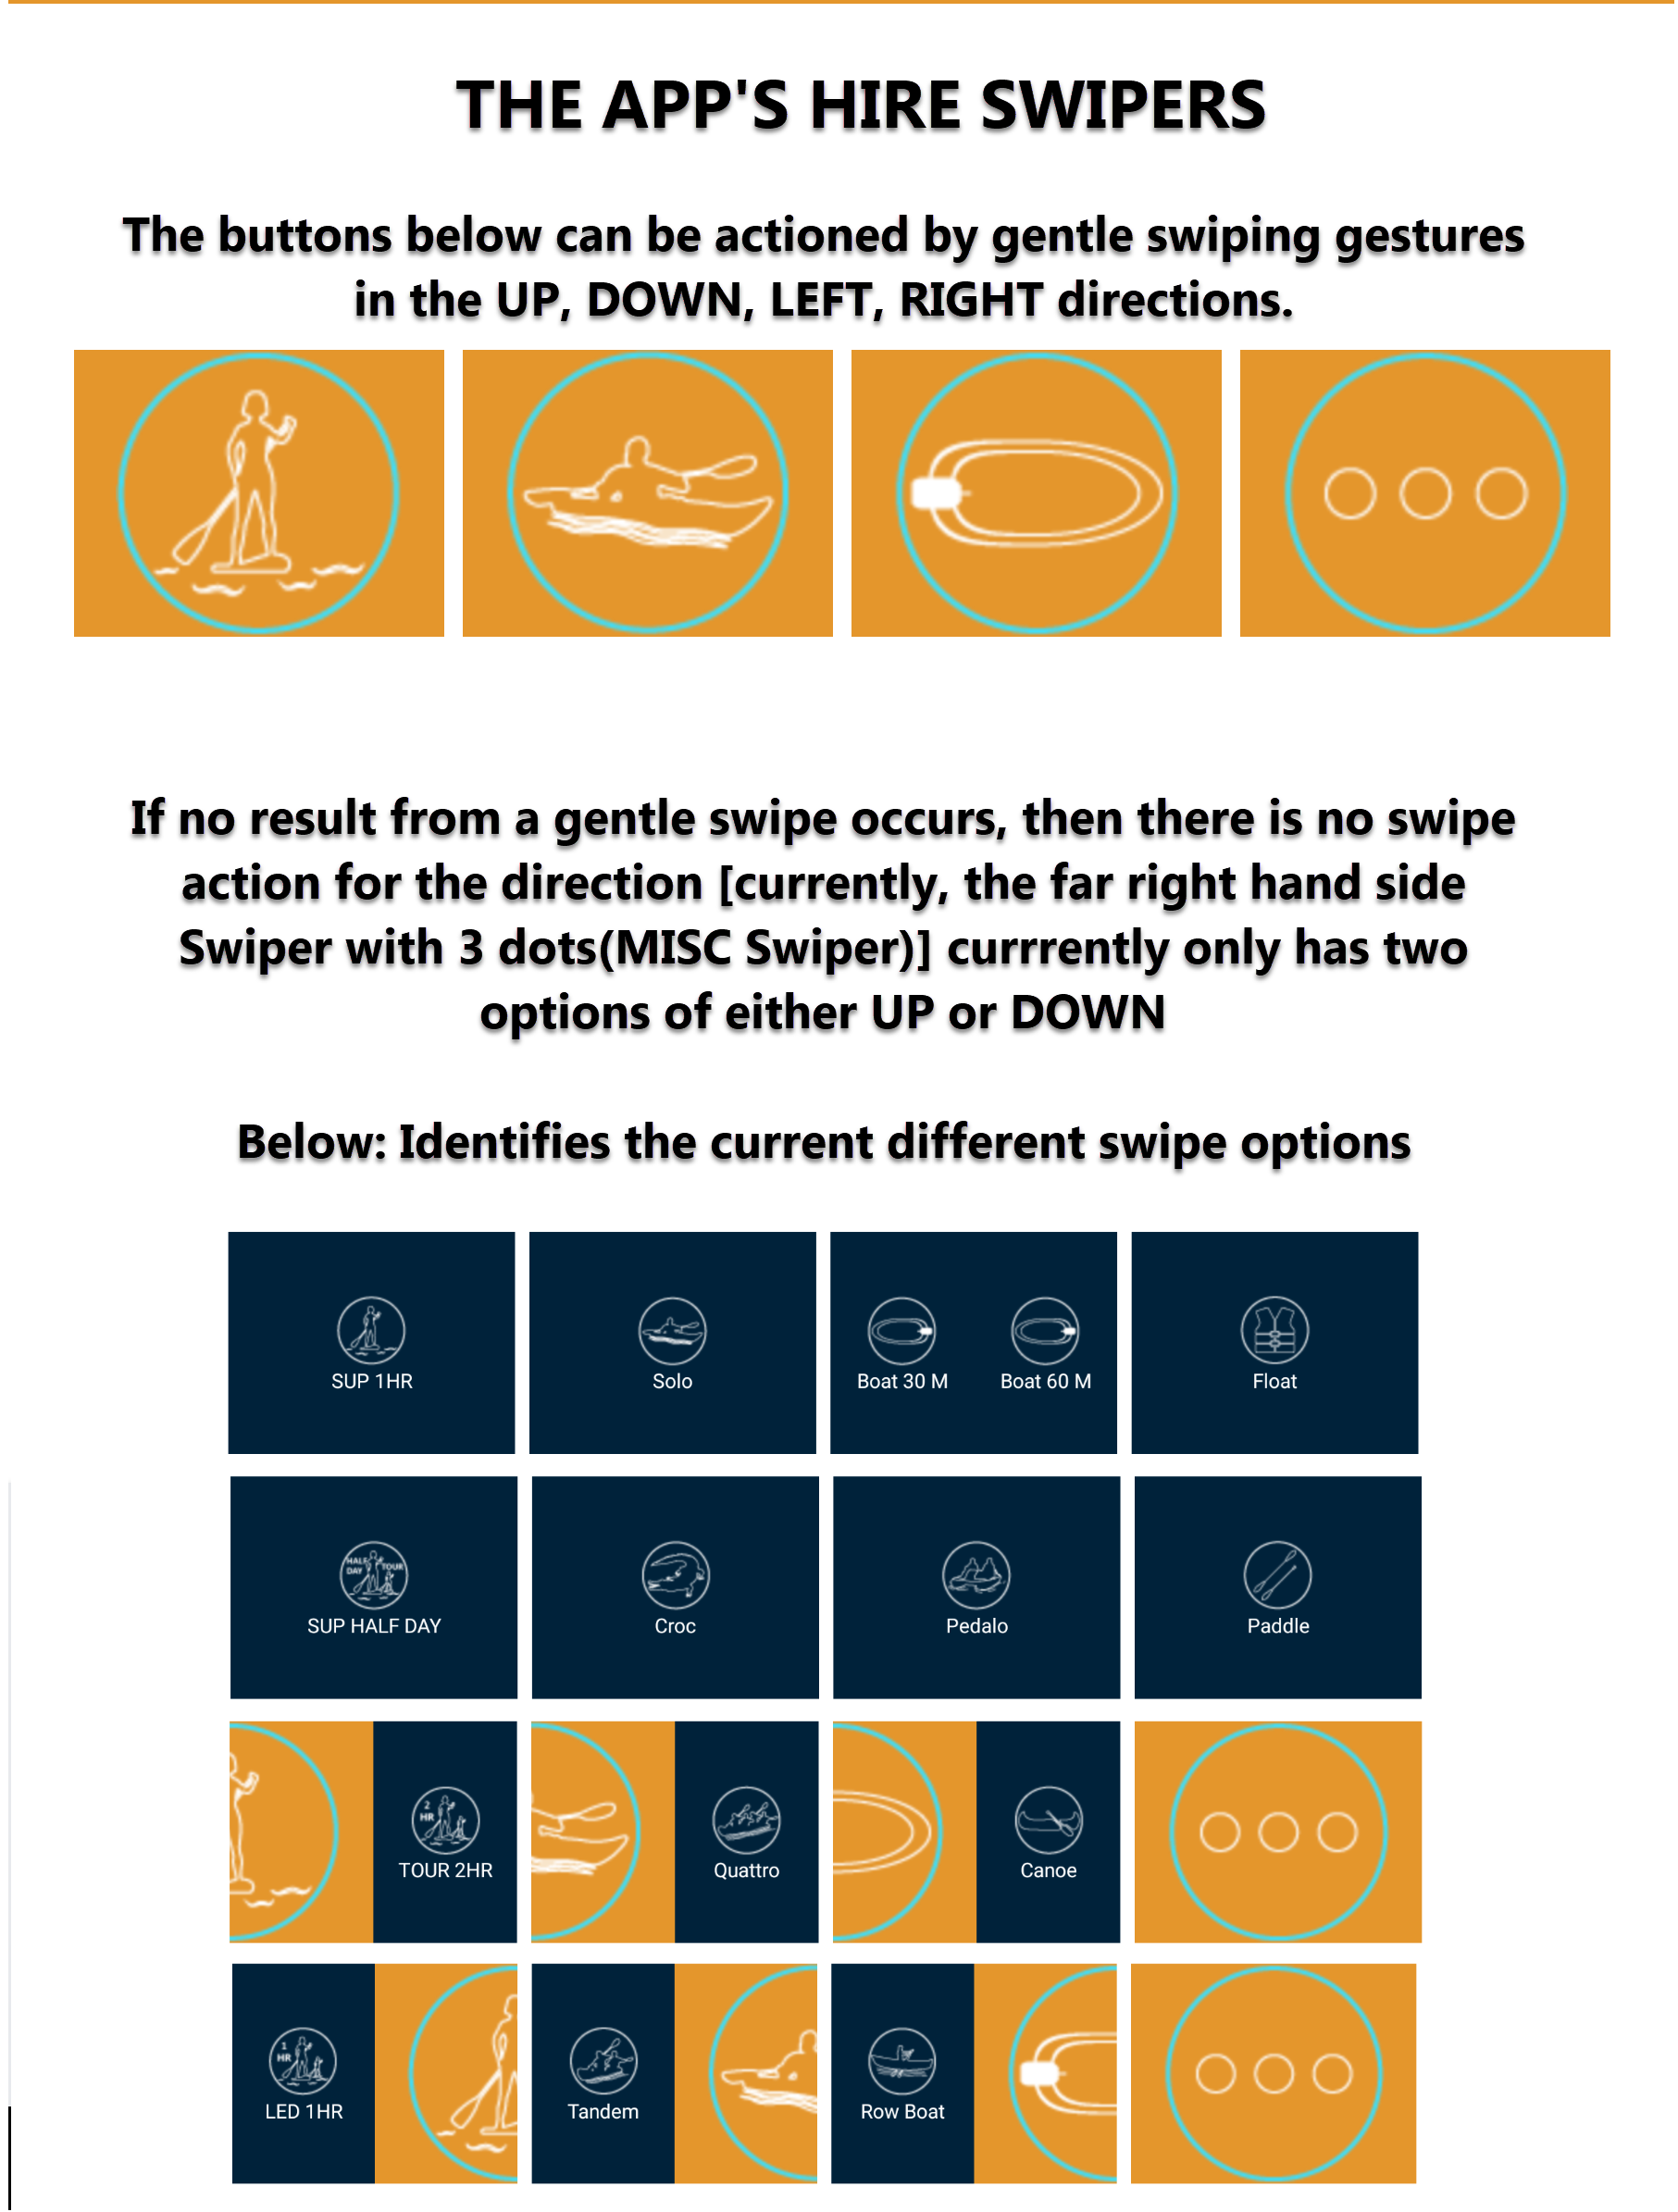 THE APP'S HIRE SWIPERS
The buttons below can be actioned by gentle swiping gestures
in the UP, DOWN, LEFT, RIGHT directions.
If no result from a gentle swipe occurs, then there is no swipe
action for the direction [currently, the far right hand side
Swiper with 3 dots(MISC Swiper)] currrently only has two
options of either UP or DOWN
Below: Identifies the current different swipe options
SUP 1HR
Solo
Boat 30 M
Boat 60 M
Float
HALF DAY TOUR
SUP HALF DAY
Croc
Pedalo
Paddle
2 HR
TOUR 2HR
Quattro
Canoe
1 HR
LED 1HR
Tandem
Row Boat